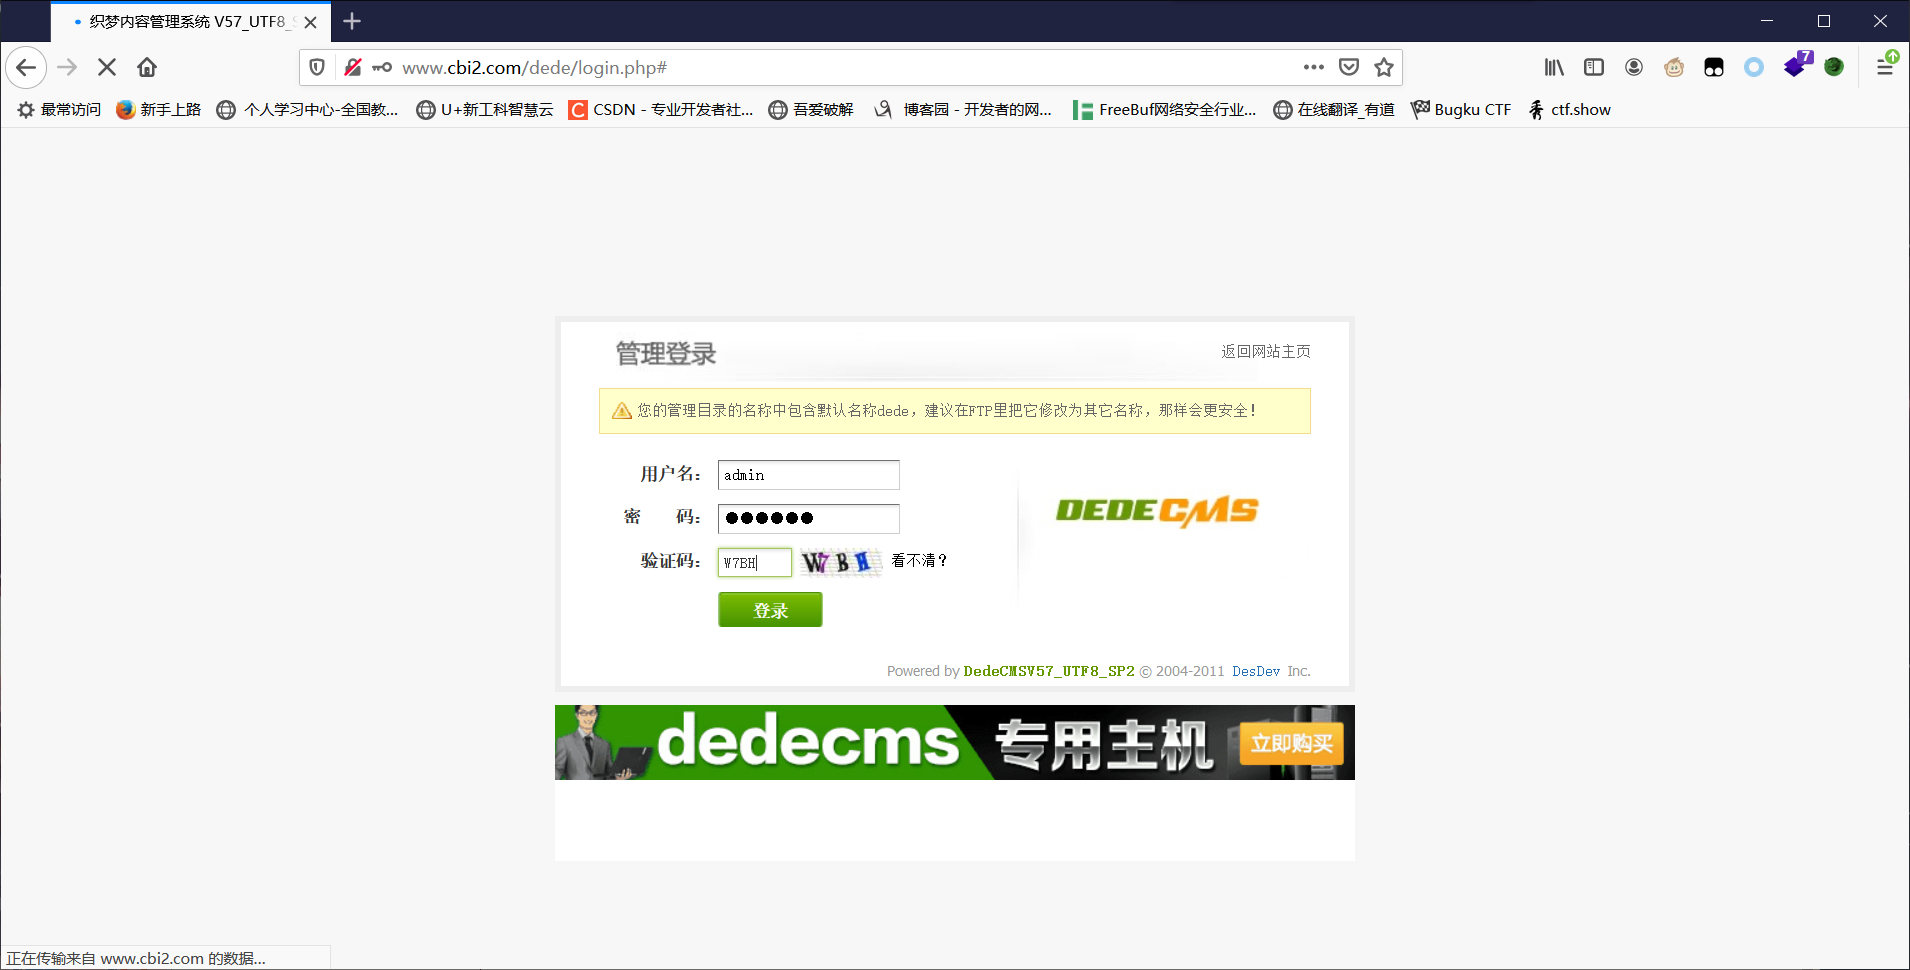 织梦内容管理系统 V57_UTF8_S
www.cbi2.com/dede/login.php#
7
最常访问 新手上路 个人学习中心-全国教... U+新工科智慧云 CSDN - 专业开发者社... 吾爱破解 博客园 - 开发者的网... FreeBuf网络安全行业... 在线翻译_有道 Bugku CTF ctf.show
管理登录 返回网站主页
您的管理目录的名称中包含默认名称dede，建议在FTP里把它修改为其它名称，那样会更安全！
用户名： admin
密 码： ●●●●●●
DEDECMS
验证码： W7BH W7BH 看不清？
登录
Powered by DedeCMSV57_UTF8_SP2 © 2004-2011 DesDev Inc.
dedecms 专用主机 立即购买
正在传输来自 www.cbi2.com 的数据...